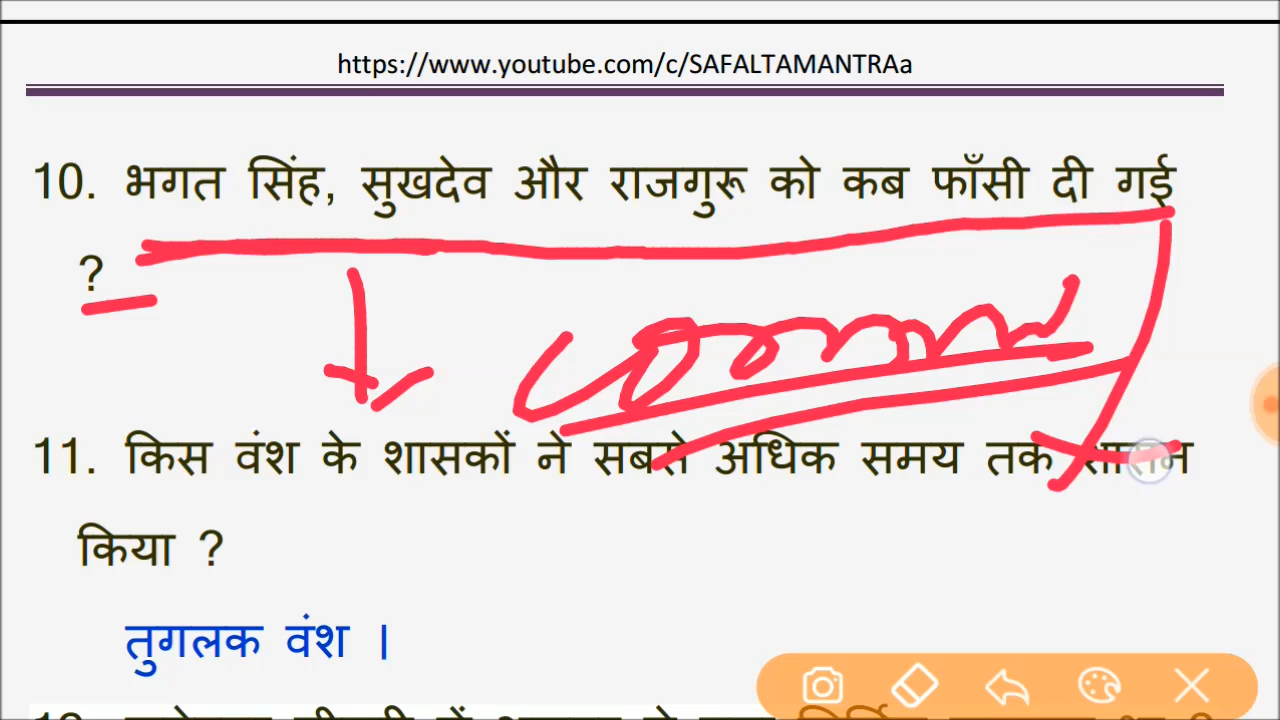 https://www.youtube.com/c/SAFALTAMANTRAa
10. भगत सिंह, सुखदेव और राजगुरू को कब फाँसी दी गई
?
11. किस वंश के शासकों ने सबसे अधिक समय तक शासन
किया ?
तुगलक वंश ।